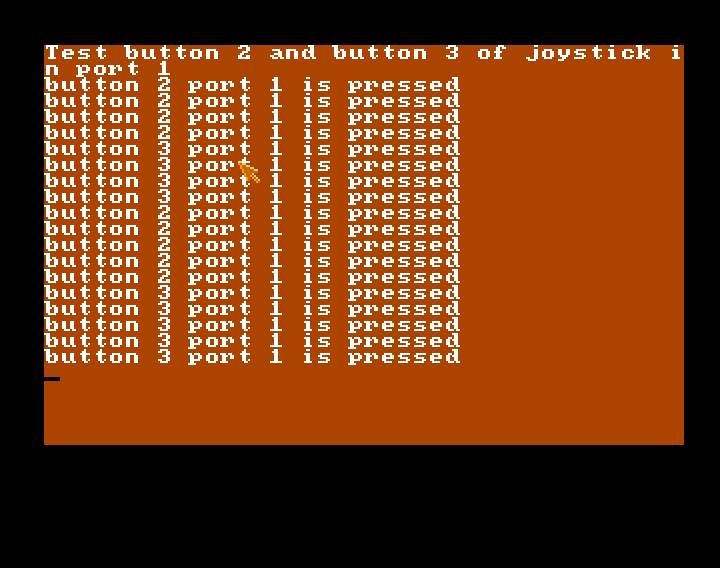 Test button 2 and button 3 of joystick i
n port 1
button 2 port 1 is pressed
button 2 port 1 is pressed
button 2 port 1 is pressed
button 2 port 1 is pressed
button 3 port 1 is pressed
button 3 port 1 is pressed
button 3 port 1 is pressed
button 3 port 1 is pressed
button 2 port 1 is pressed
button 2 port 1 is pressed
button 2 port 1 is pressed
button 2 port 1 is pressed
button 2 port 1 is pressed
button 3 port 1 is pressed
button 3 port 1 is pressed
button 3 port 1 is pressed
button 3 port 1 is pressed
button 3 port 1 is pressed